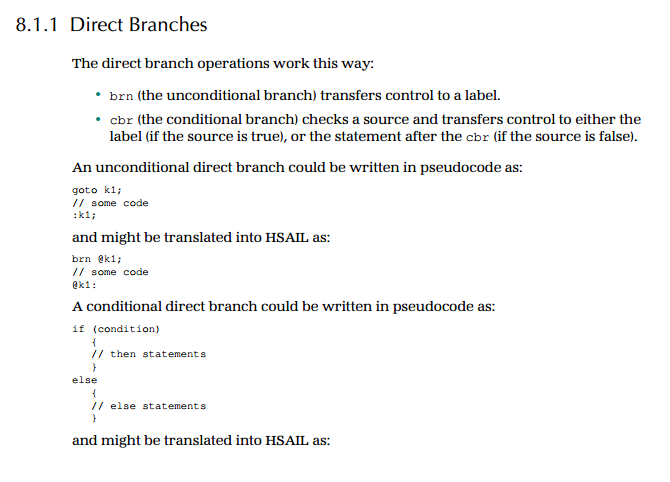 8.1.1 Direct Branches
The direct branch operations work this way:
• brn (the unconditional branch) transfers control to a label.
• cbr (the conditional branch) checks a source and transfers control to either the
label (if the source is true), or the statement after the cbr (if the source is false).
An unconditional direct branch could be written in pseudocode as:
goto k1;
// some code
:k1;
and might be translated into HSAIL as:
brn @k1;
// some code
@k1:
A conditional direct branch could be written in pseudocode as:
if (condition)
{
// then statements
}
else
{
// else statements
}
and might be translated into HSAIL as: